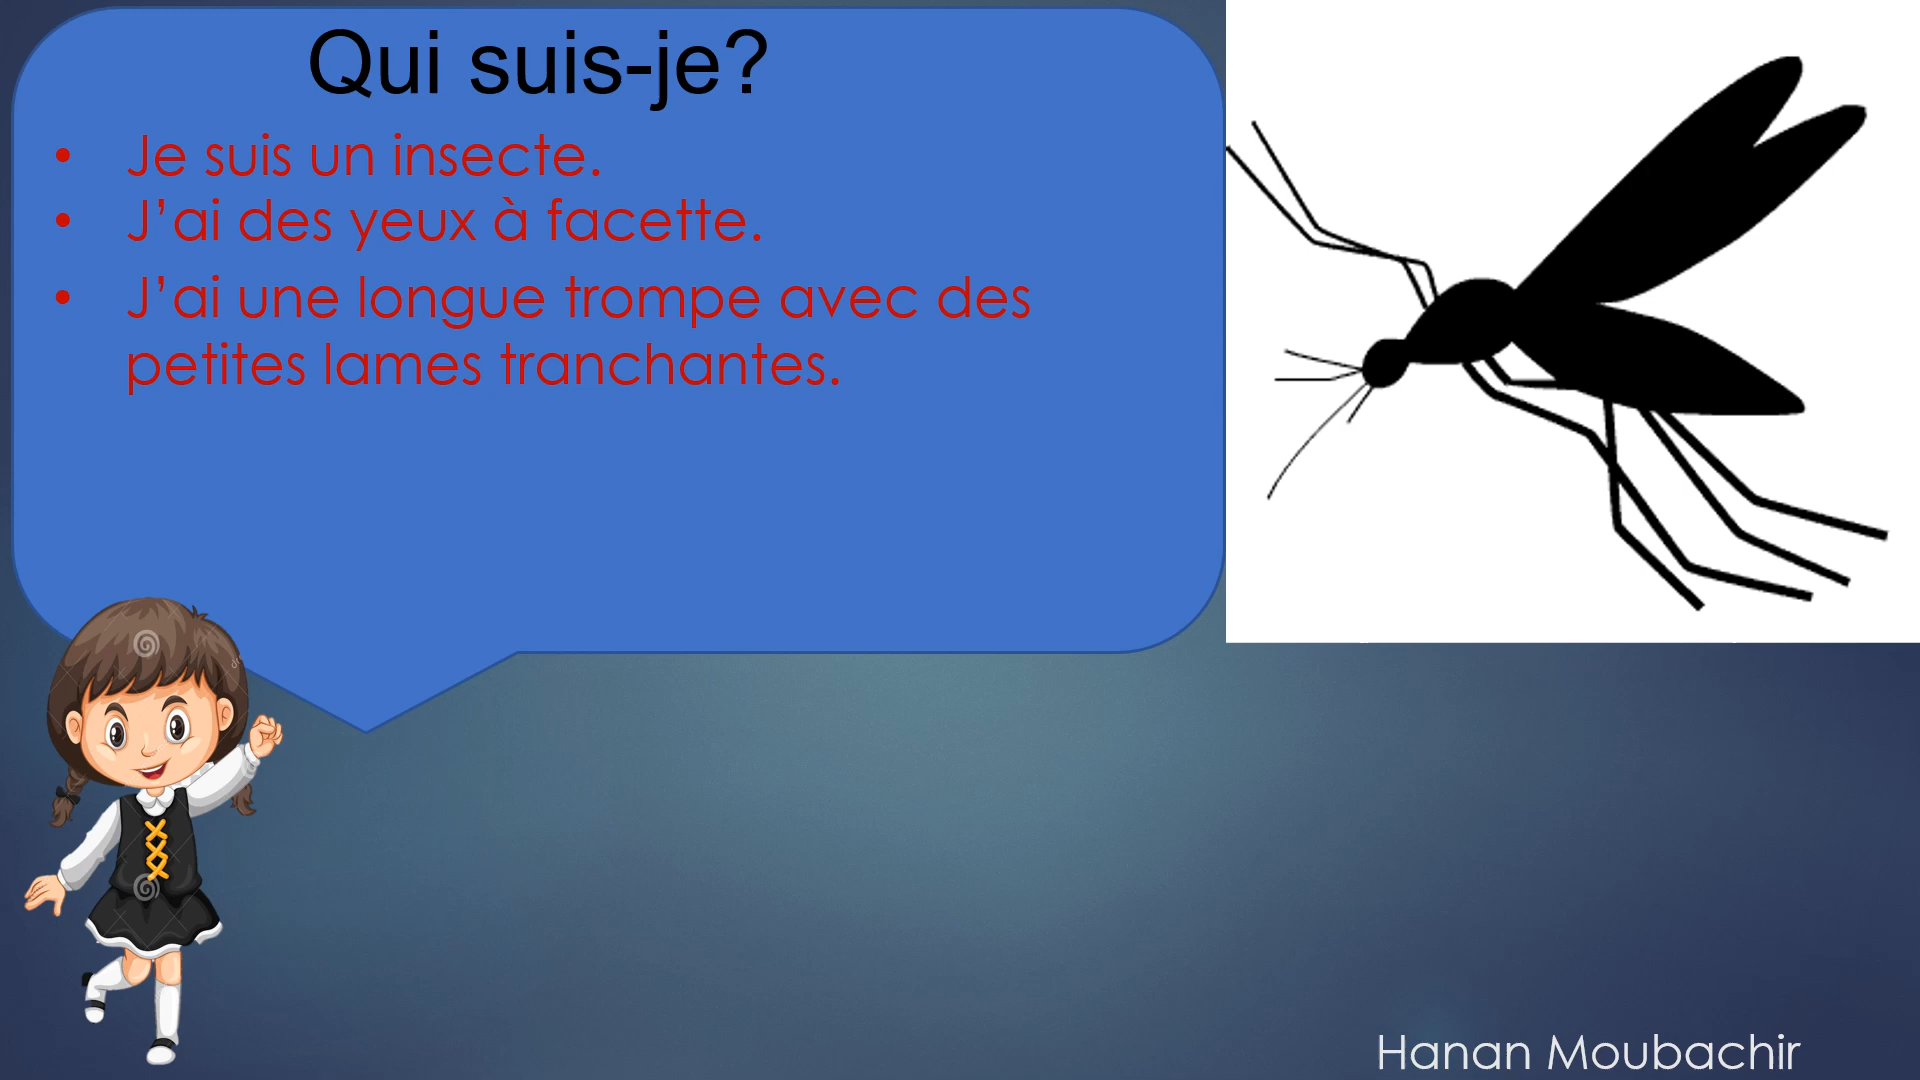 Qui suis-je?
• Je suis un insecte.
• J’ai des yeux à facette.
• J’ai une longue trompe avec des
petites lames tranchantes.
Hanan Moubachir